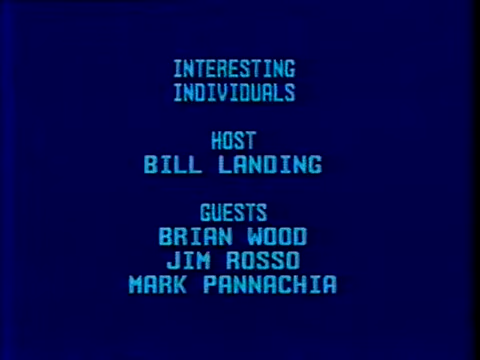 INTERESTING
INDIVIDUALS
HOST
BILL LANDING
GUESTS
BRIAN WOOD
JIM ROSSO
MARK PANNACHIA